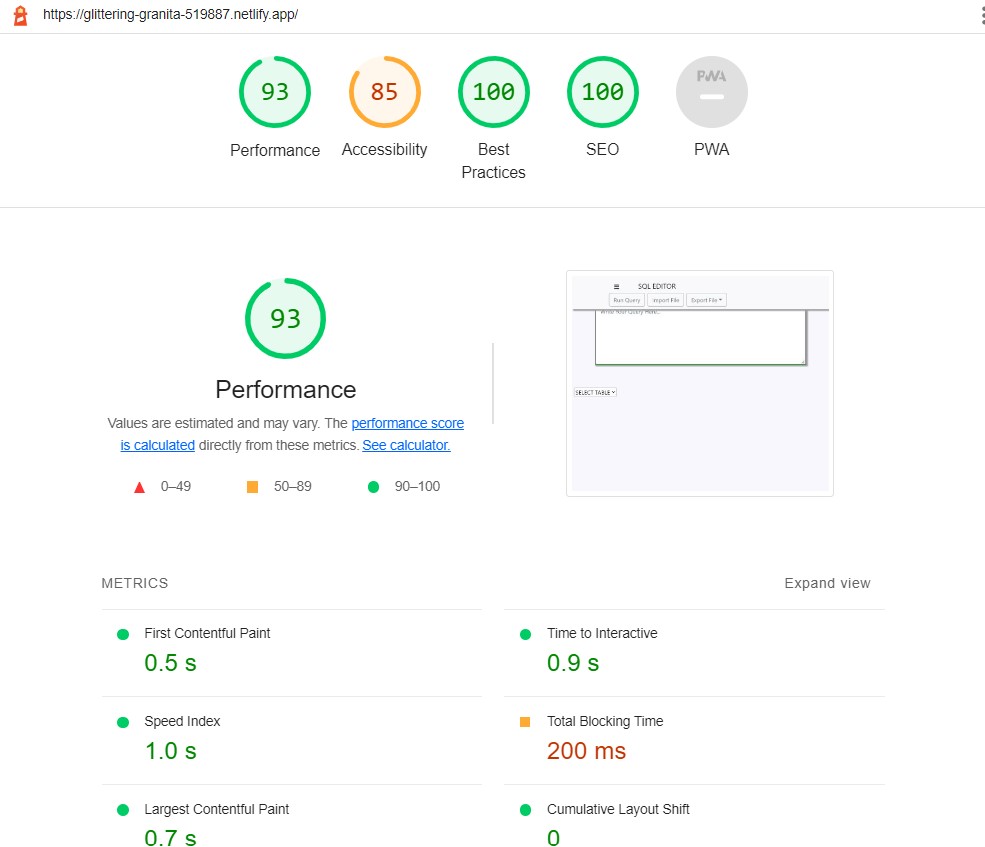 https://glittering-granita-519887.netlify.app/
93
85
100
100
PWA
Performance
Accessibility
Best
Practices
SEO
PWA
93
Performance
Values are estimated and may vary. The performance score
is calculated directly from these metrics. See calculator.
0–49
50–89
90–100
SQL EDITOR
Run Query
Import File
Export File
Write Your Query Here...
SELECT TABLE
METRICS
Expand view
First Contentful Paint
0.5 s
Time to Interactive
0.9 s
Speed Index
1.0 s
Total Blocking Time
200 ms
Largest Contentful Paint
0.7 s
Cumulative Layout Shift
0